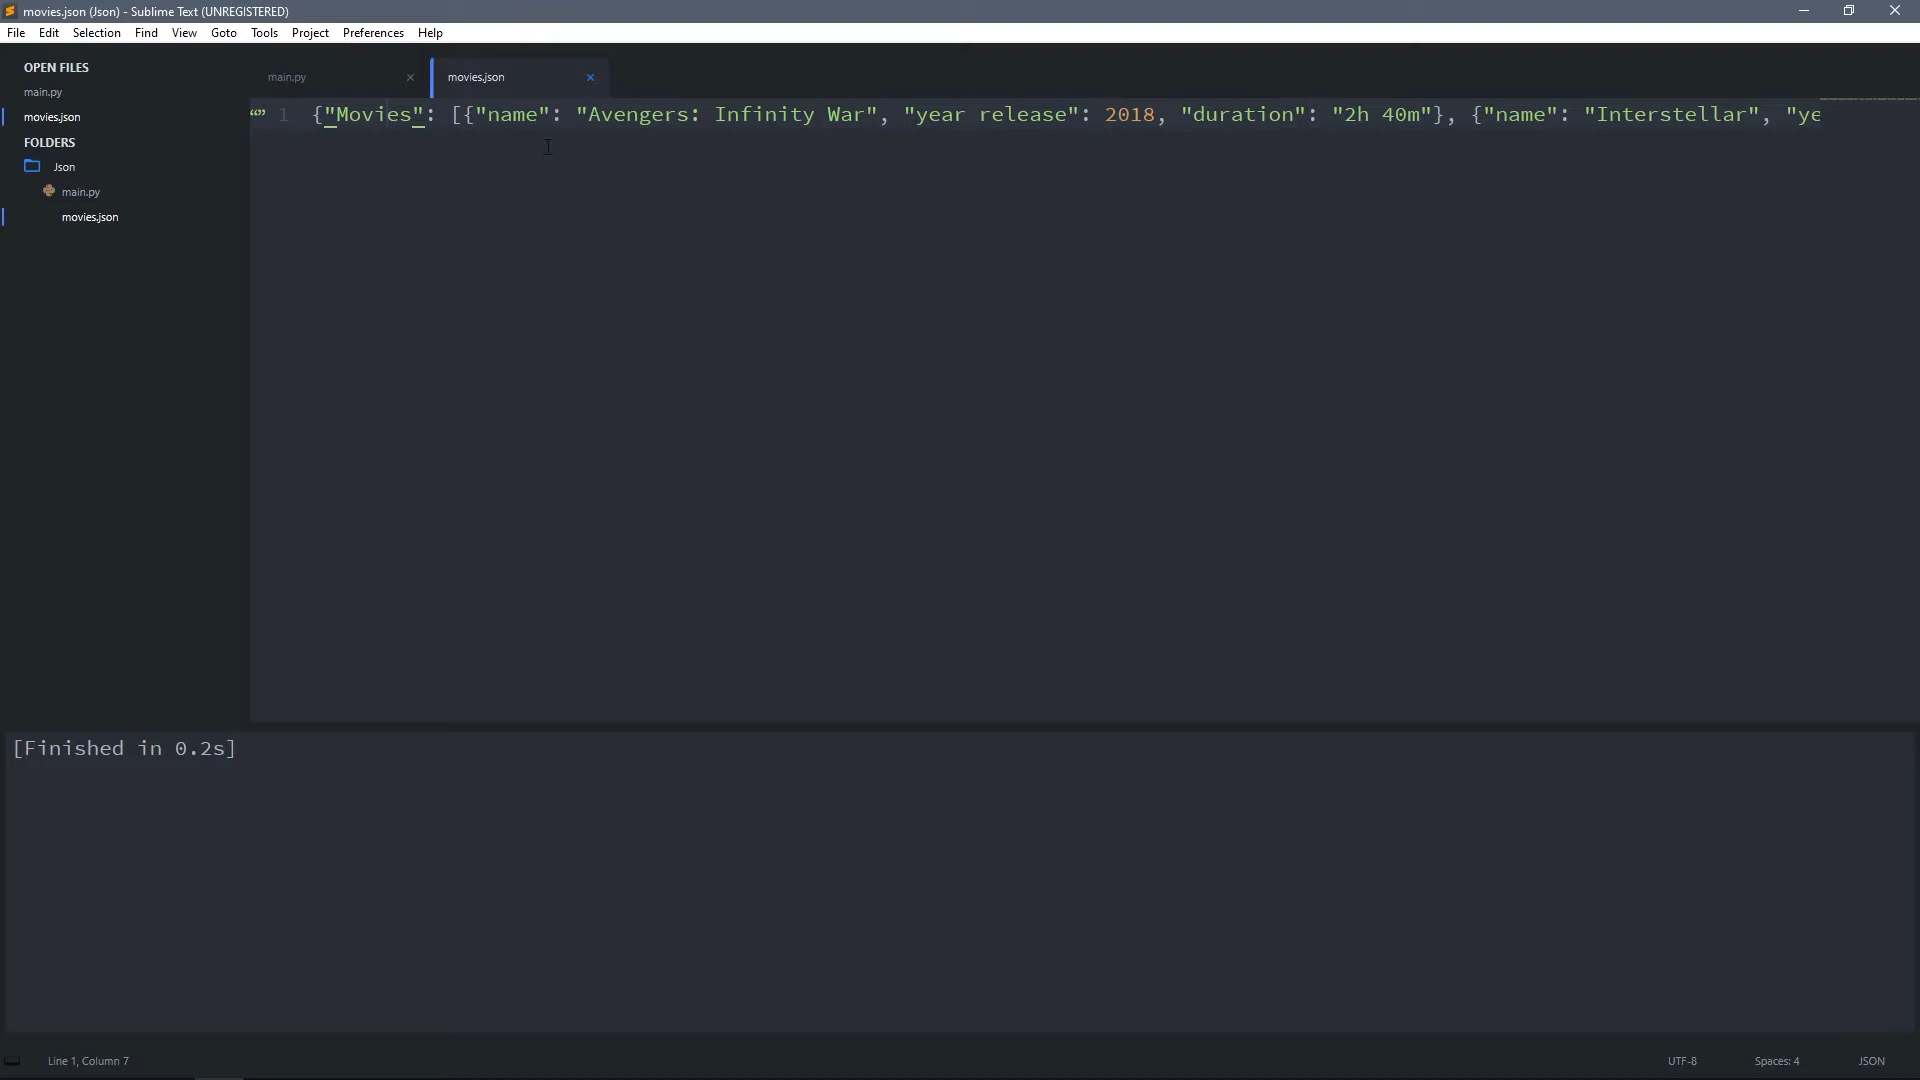 movies.json (Json) - Sublime Text (UNREGISTERED)
File Edit Selection Find View Goto Tools Project Preferences Help
OPEN FILES
main.py
movies.json
FOLDERS
Json
main.py
movies.json
main.py
movies.json
1 {"Movies": [{"name": "Avengers: Infinity War", "year release": 2018, "duration": "2h 40m"}, {"name": "Interstellar", "ye
[Finished in 0.2s]
Line 1, Column 7
UTF-8
Spaces: 4
JSON